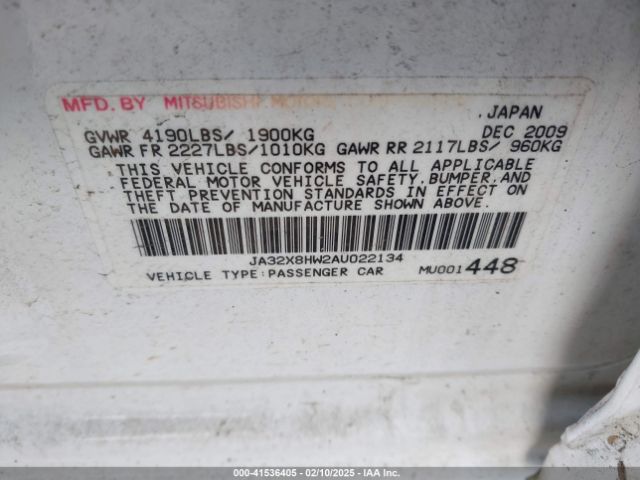 MFD. BY MITSUBISHI MOTORS
JAPAN
GVWR 4190LBS/ 1900KG DEC 2009
GAWR FR 2227LBS/1010KG GAWR RR 2117LBS/ 960KG
THIS VEHICLE CONFORMS TO ALL APPLICABLE
FEDERAL MOTOR VEHICLE SAFETY, BUMPER, AND
THEFT PREVENTION STANDARDS IN EFFECT ON
THE DATE OF MANUFACTURE SHOWN ABOVE.
JA32X8HW2AU022134
VEHICLE TYPE:PASSENGER CAR MU001448
000-41536405 - 02/10/2025 - IAA Inc.